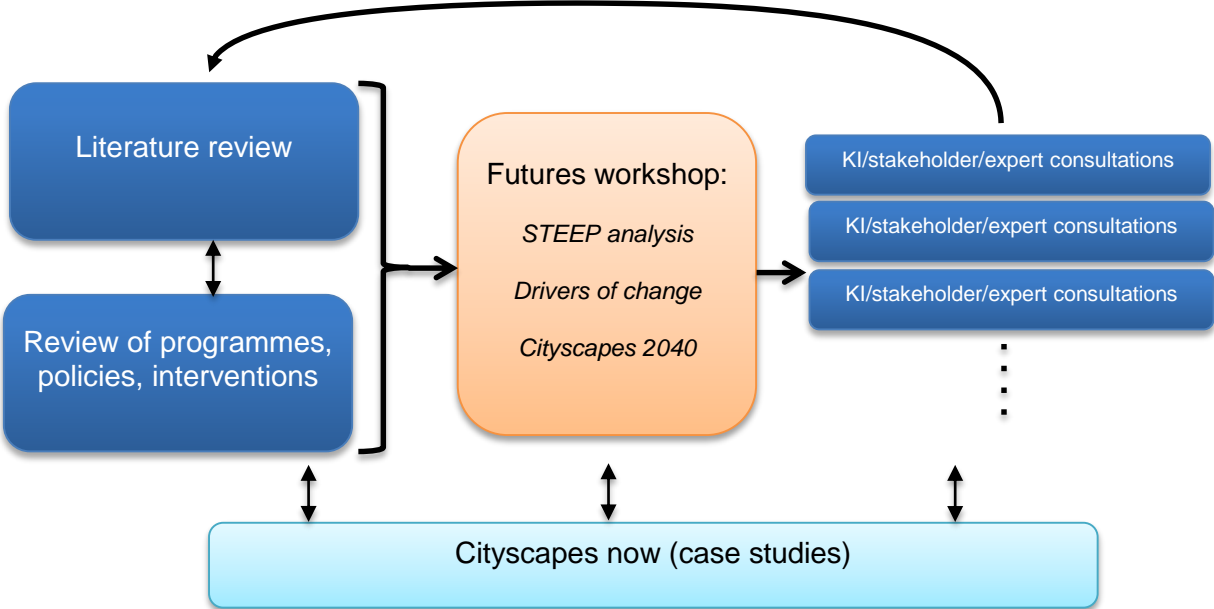 Literature review
Review of programmes,
policies, interventions
Futures workshop:
STEEP analysis
Drivers of change
Cityscapes 2040
KI/stakeholder/expert consultations
KI/stakeholder/expert consultations
KI/stakeholder/expert consultations
Cityscapes now (case studies)